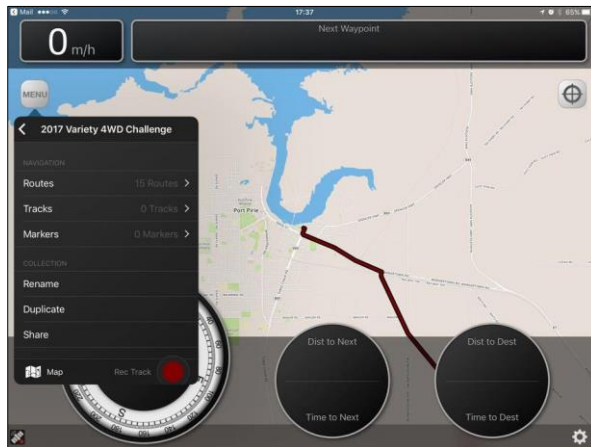 Mail 17:37 65%
0 m/h
Next Waypoint
MENU
2017 Variety 4WD Challenge
NAVIGATION
Routes 15 Routes
Tracks 0 Tracks
Markers 0 Markers
COLLECTION
Rename
Duplicate
Share
Map Rec Track
Port Pirie
Dist to Next
Time to Next
Dist to Dest
Time to Dest
S